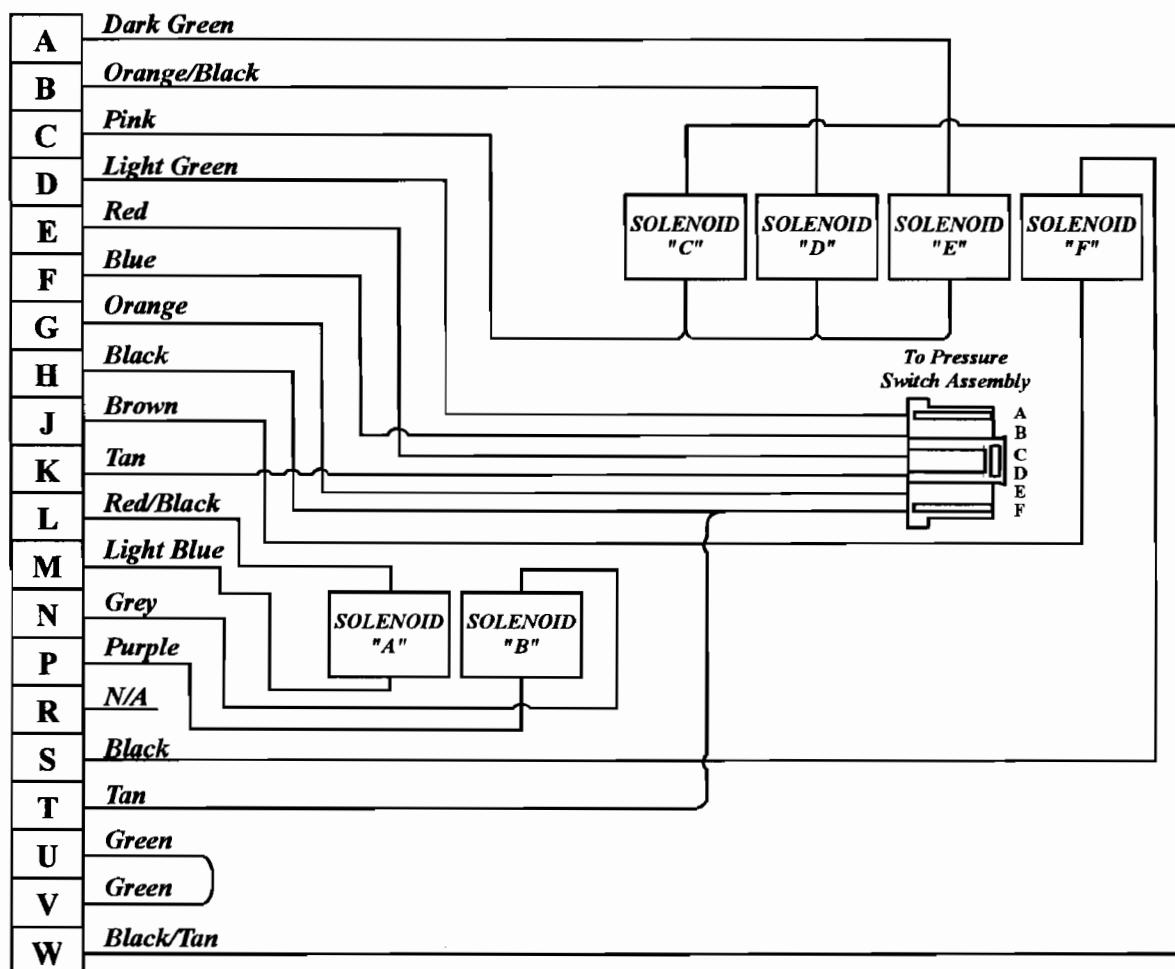 A Dark Green
B Orange/Black
C Pink
D Light Green
E Red
F Blue
G Orange
H Black
J Brown
K Tan
L Red/Black
M Light Blue
N Grey
P Purple
R N/A
S Black
T Tan
U Green
V Green
W Black/Tan
SOLENOID
"C"
SOLENOID
"D"
SOLENOID
"E"
SOLENOID
"F"
To Pressure
Switch Assembly
A
B
C
D
E
F
SOLENOID
"A"
SOLENOID
"B"